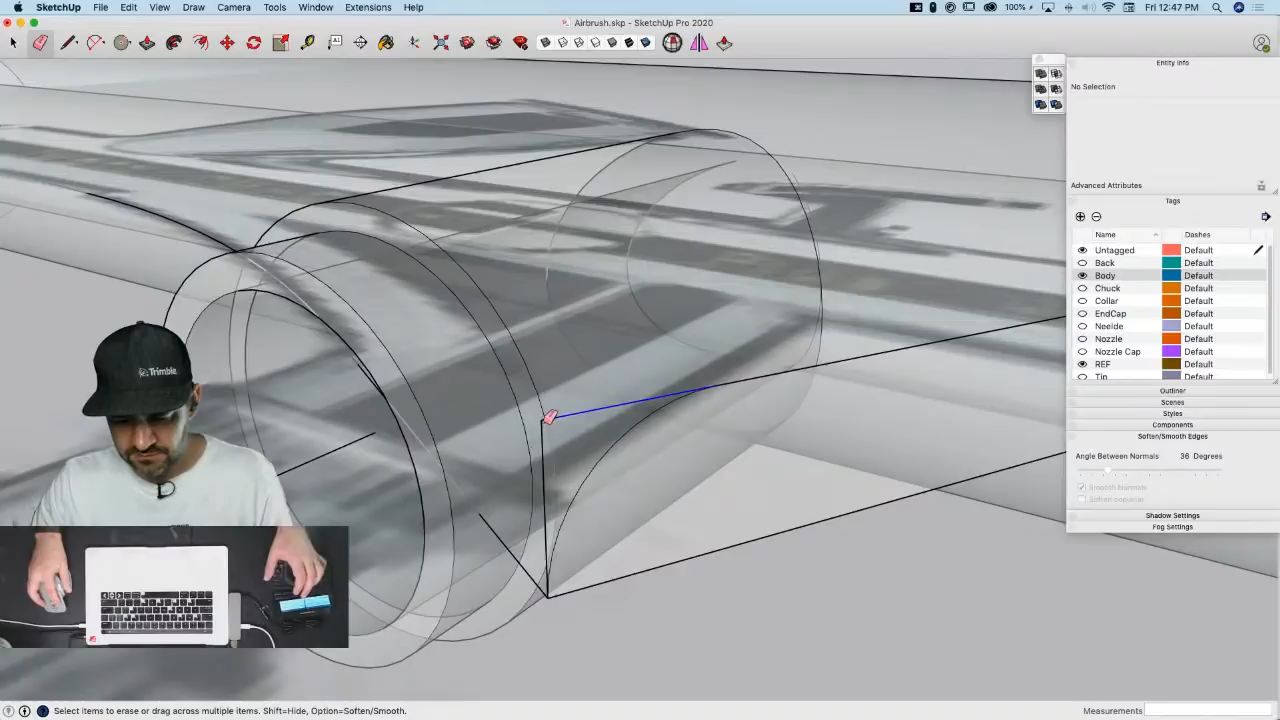 SketchUp File Edit View Draw Camera Tools Window Extensions Help 100% Fri 12:47 PM
Airbrush.skp - SketchUp Pro 2020
Entity Info
No Selection
Advanced Attributes
Tags
Name Dashes
Untagged Default
Back Default
Body Default
Chuck Default
Collar Default
EndCap Default
Neelde Default
Nozzle Default
Nozzle Cap Default
REF Default
Tip Default
Outliner
Scenes
Styles
Components
Soften/Smooth Edges
Angle Between Normals 36 Degrees
Smooth Normals
Soften coplanar
Shadow Settings
Fog Settings
Trimble
Select items to erase or drag across multiple items. Shift=Hide, Option=Soften/Smooth.
Measurements